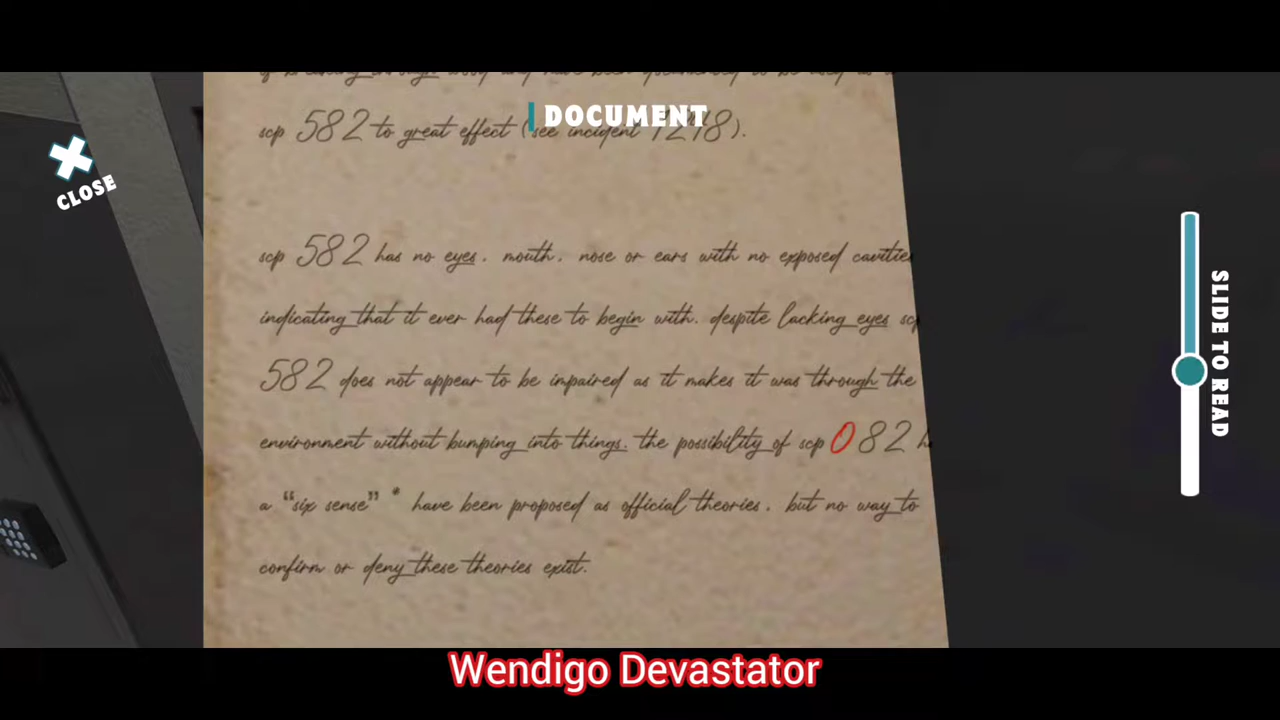 DOCUMENT
scp 582 to great effect (see incident 1248).
scp 582 has no eyes. mouth. nose or ears with no exposed cavities
indicating that it ever had these to begin with. despite lacking eyes scp
582 does not appear to be impaired as it makes it was through the
environment without bumping into things. the possibility of scp 082
a “six sense” * have been proposed as official theories. but no way to
confirm or deny these theories exist.
CLOSE
SLIDE TO READ
Wendigo Devastator